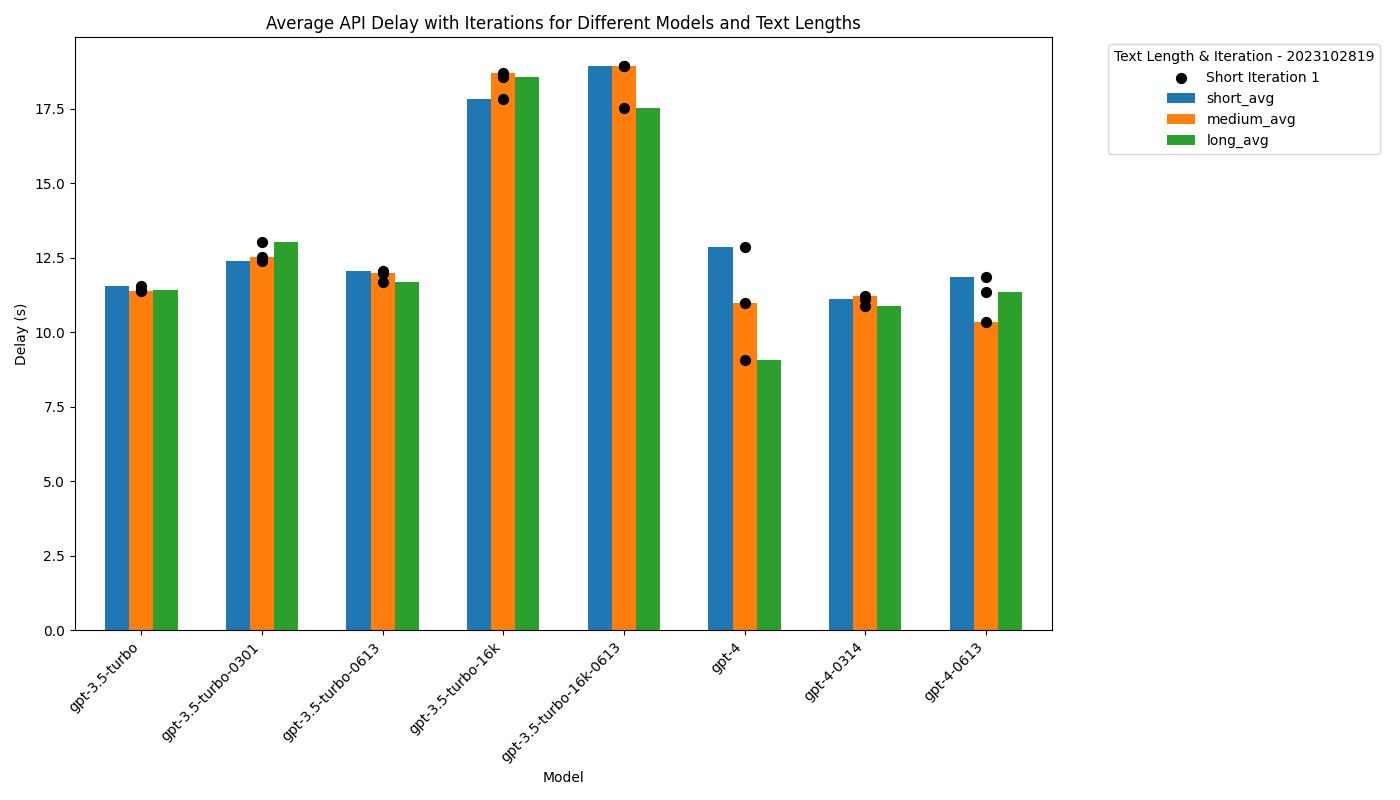 Average API Delay with Iterations for Different Models and Text Lengths
Text Length & Iteration - 2023102819
Short Iteration 1
short_avg
medium_avg
long_avg
Delay (s)
17.5
15.0
12.5
10.0
7.5
5.0
2.5
0.0
gpt-3.5-turbo
gpt-3.5-turbo-0301
gpt-3.5-turbo-0613
gpt-3.5-turbo-16k
gpt-3.5-turbo-16k-0613
gpt-4
gpt-4-0314
gpt-4-0613
Model